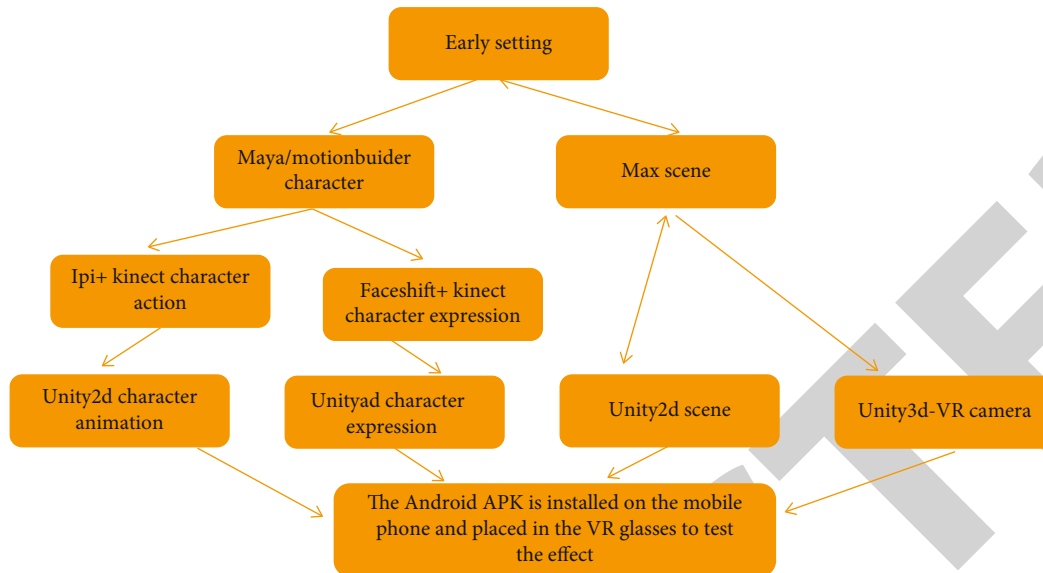 Early setting
Maya/motionbuider
character
Max scene
Ipi+ kinect character
action
Faceshift+ kinect
character expression
Unity2d character
animation
Unityad character
expression
Unity2d scene
Unity3d-VR camera
The Android APK is installed on the mobile
phone and placed in the VR glasses to test
the effect